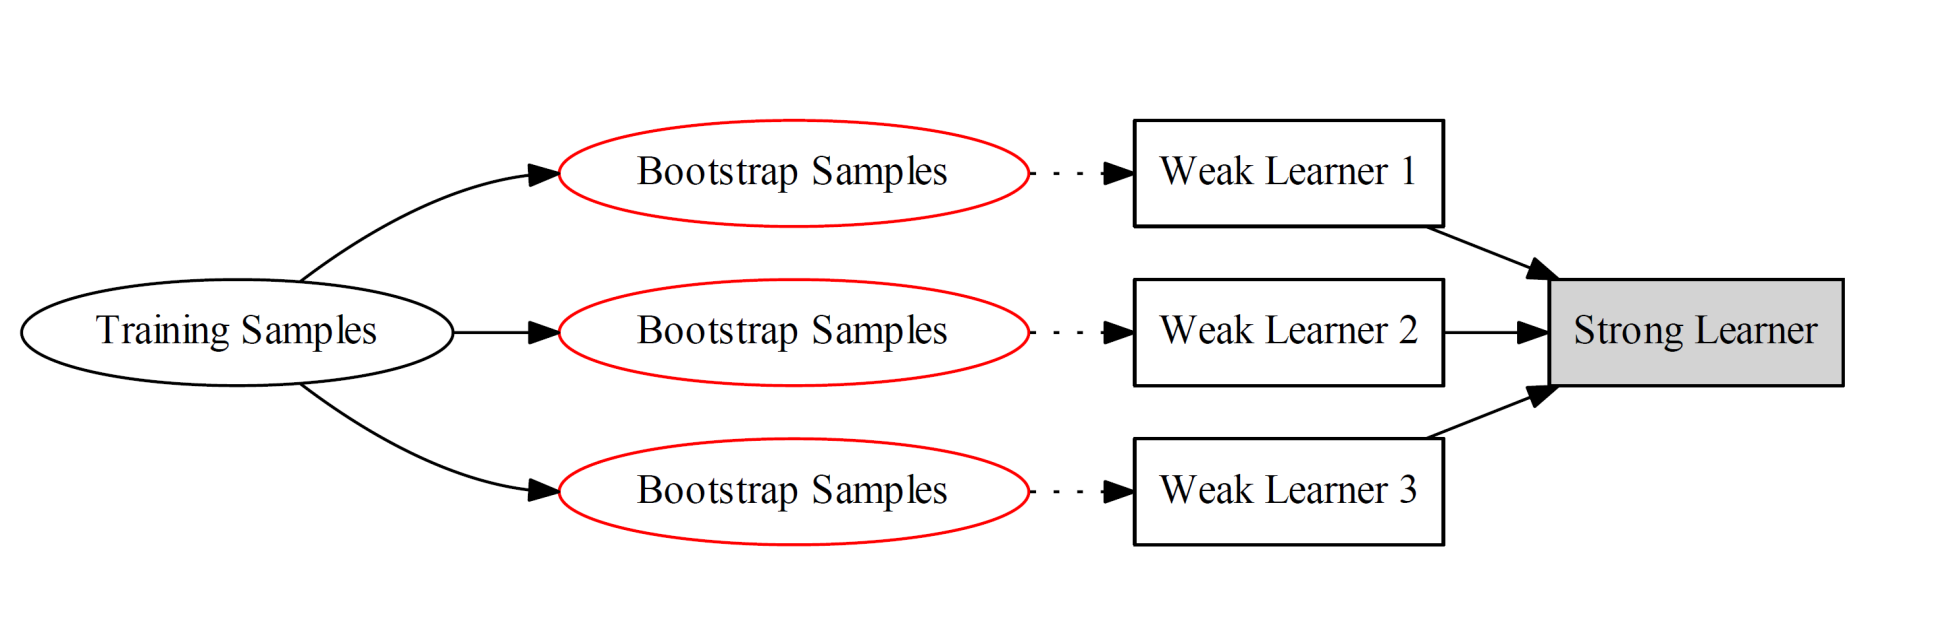 Bootstrap Samples
Weak Learner 1
Training Samples
Bootstrap Samples
Weak Learner 2
Strong Learner
Bootstrap Samples
Weak Learner 3